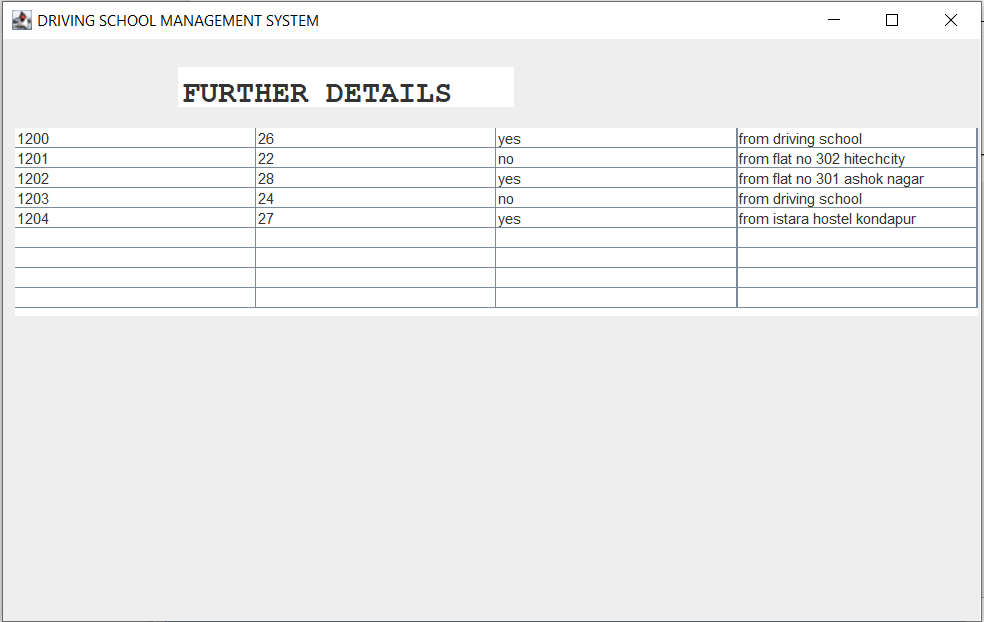 DRIVING SCHOOL MANAGEMENT SYSTEM
FURTHER DETAILS
1200 26 yes from driving school
1201 22 no from flat no 302 hitechcity
1202 28 yes from flat no 301 ashok nagar
1203 24 no from driving school
1204 27 yes from istara hostel kondapur